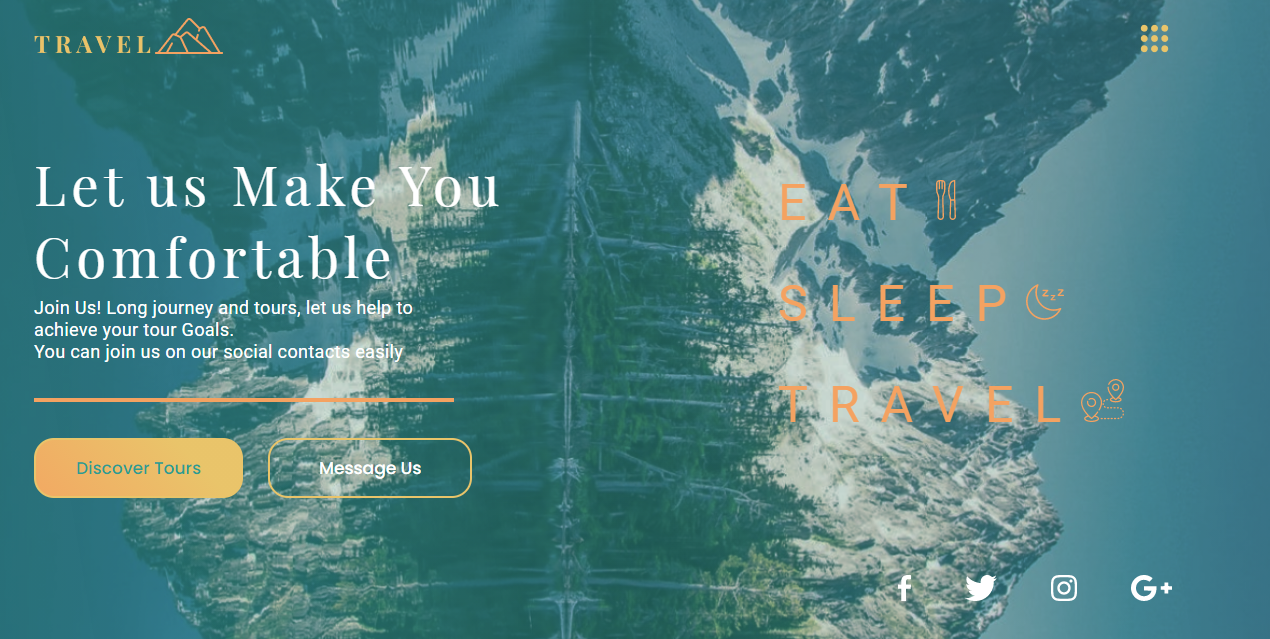 TRAVEL
Let us Make You
Comfortable
Join Us! Long journey and tours, let us help to
achieve your tour Goals.
You can join us on our social contacts easily
Discover Tours
Message Us
EAT
SLEEP
TRAVEL